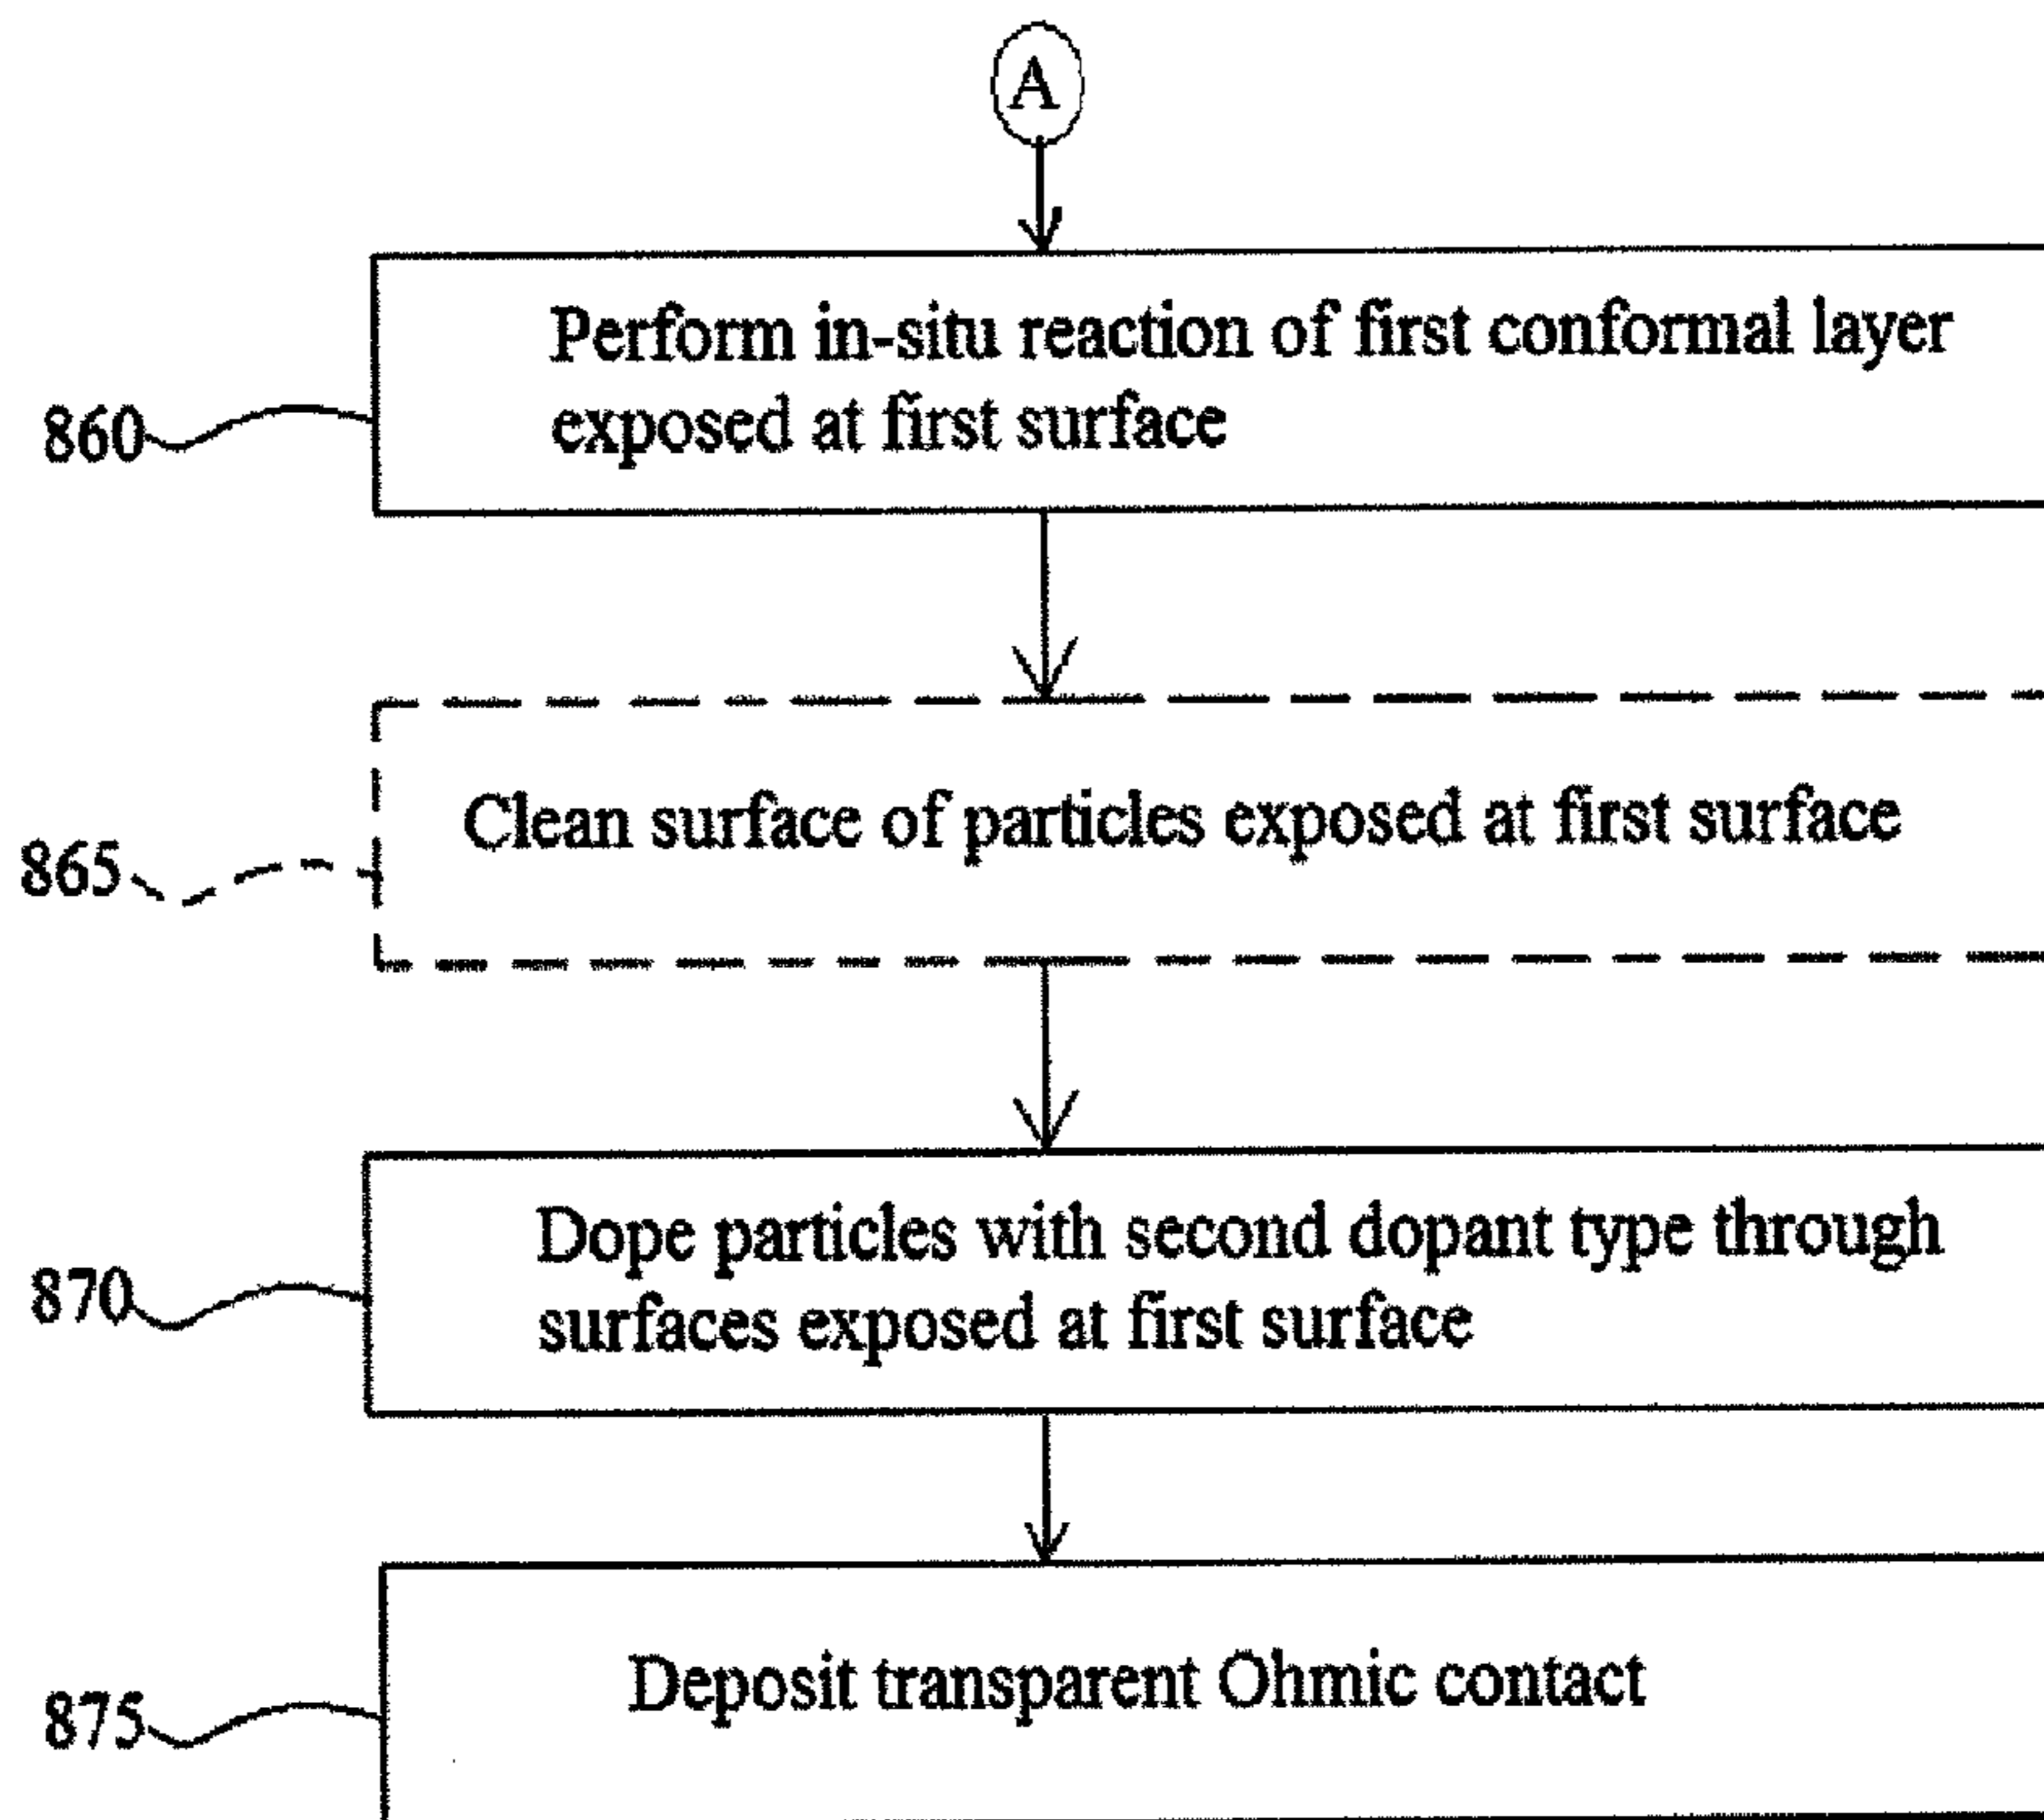 A
Perform in-situ reaction of first conformal layer
exposed at first surface
860
Clean surface of particles exposed at first surface
865
Dope particles with second dopant type through
surfaces exposed at first surface
870
Deposit transparent Ohmic contact
875